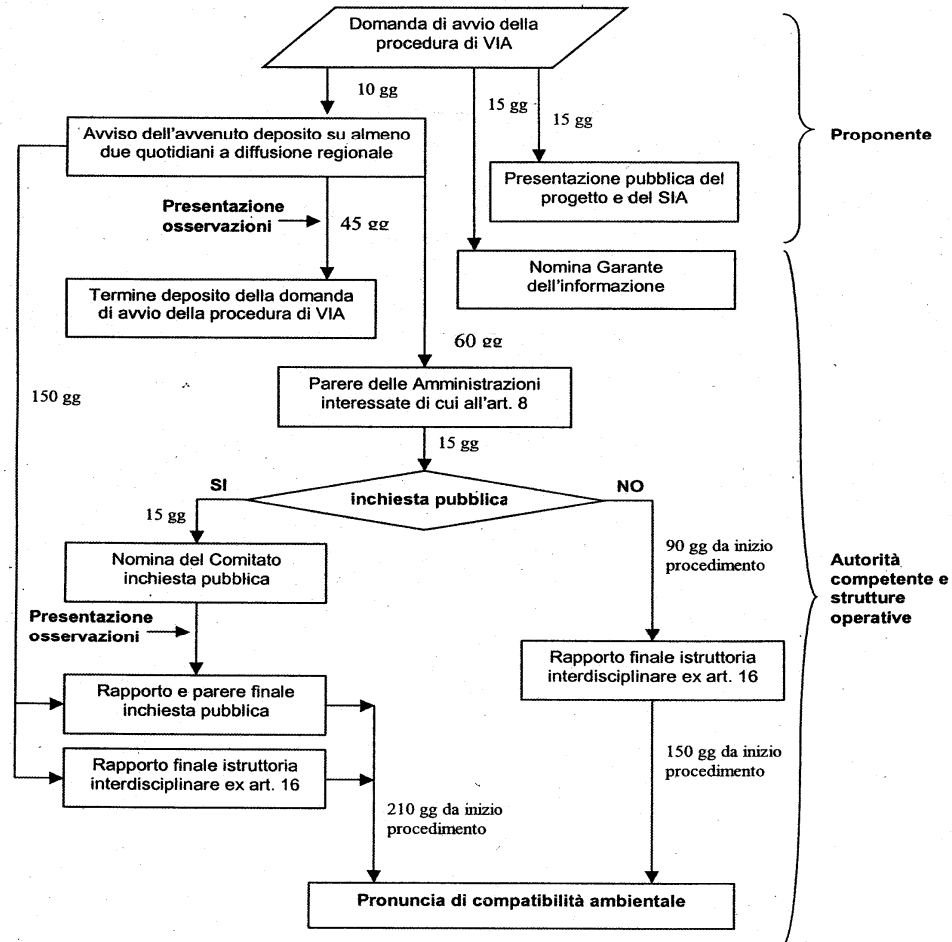 Domanda di avvio della
procedura di VIA
10 gg
15 gg
15 gg
Avviso dell'avvenuto deposito su almeno
due quotidiani a diffusione regionale
Proponente
Presentazione pubblica del
progetto e del SIA
Presentazione
osservazioni
45 gg
Nomina Garante
dell'informazione
Termine deposito della domanda
di avvio della procedura di VIA
60 gg
150 gg
Parere delle Amministrazioni
interessate di cui all'art. 8
15 gg
SI
inchiesta pubblica
NO
15 gg
Nomina del Comitato
inchiesta pubblica
90 gg da inizio
procedimento
Autorità
competente e
strutture
operative
Presentazione
osservazioni
Rapporto finale istruttoria
interdisciplinare ex art. 16
Rapporto e parere finale
inchiesta pubblica
150 gg da inizio
procedimento
Rapporto finale istruttoria
interdisciplinare ex art. 16
210 gg da inizio
procedimento
Pronuncia di compatibilità ambientale